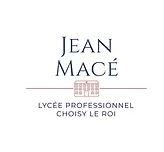 JEAN
MACÉ
LYCÉE PROFESSIONNEL
CHOISY LE ROI